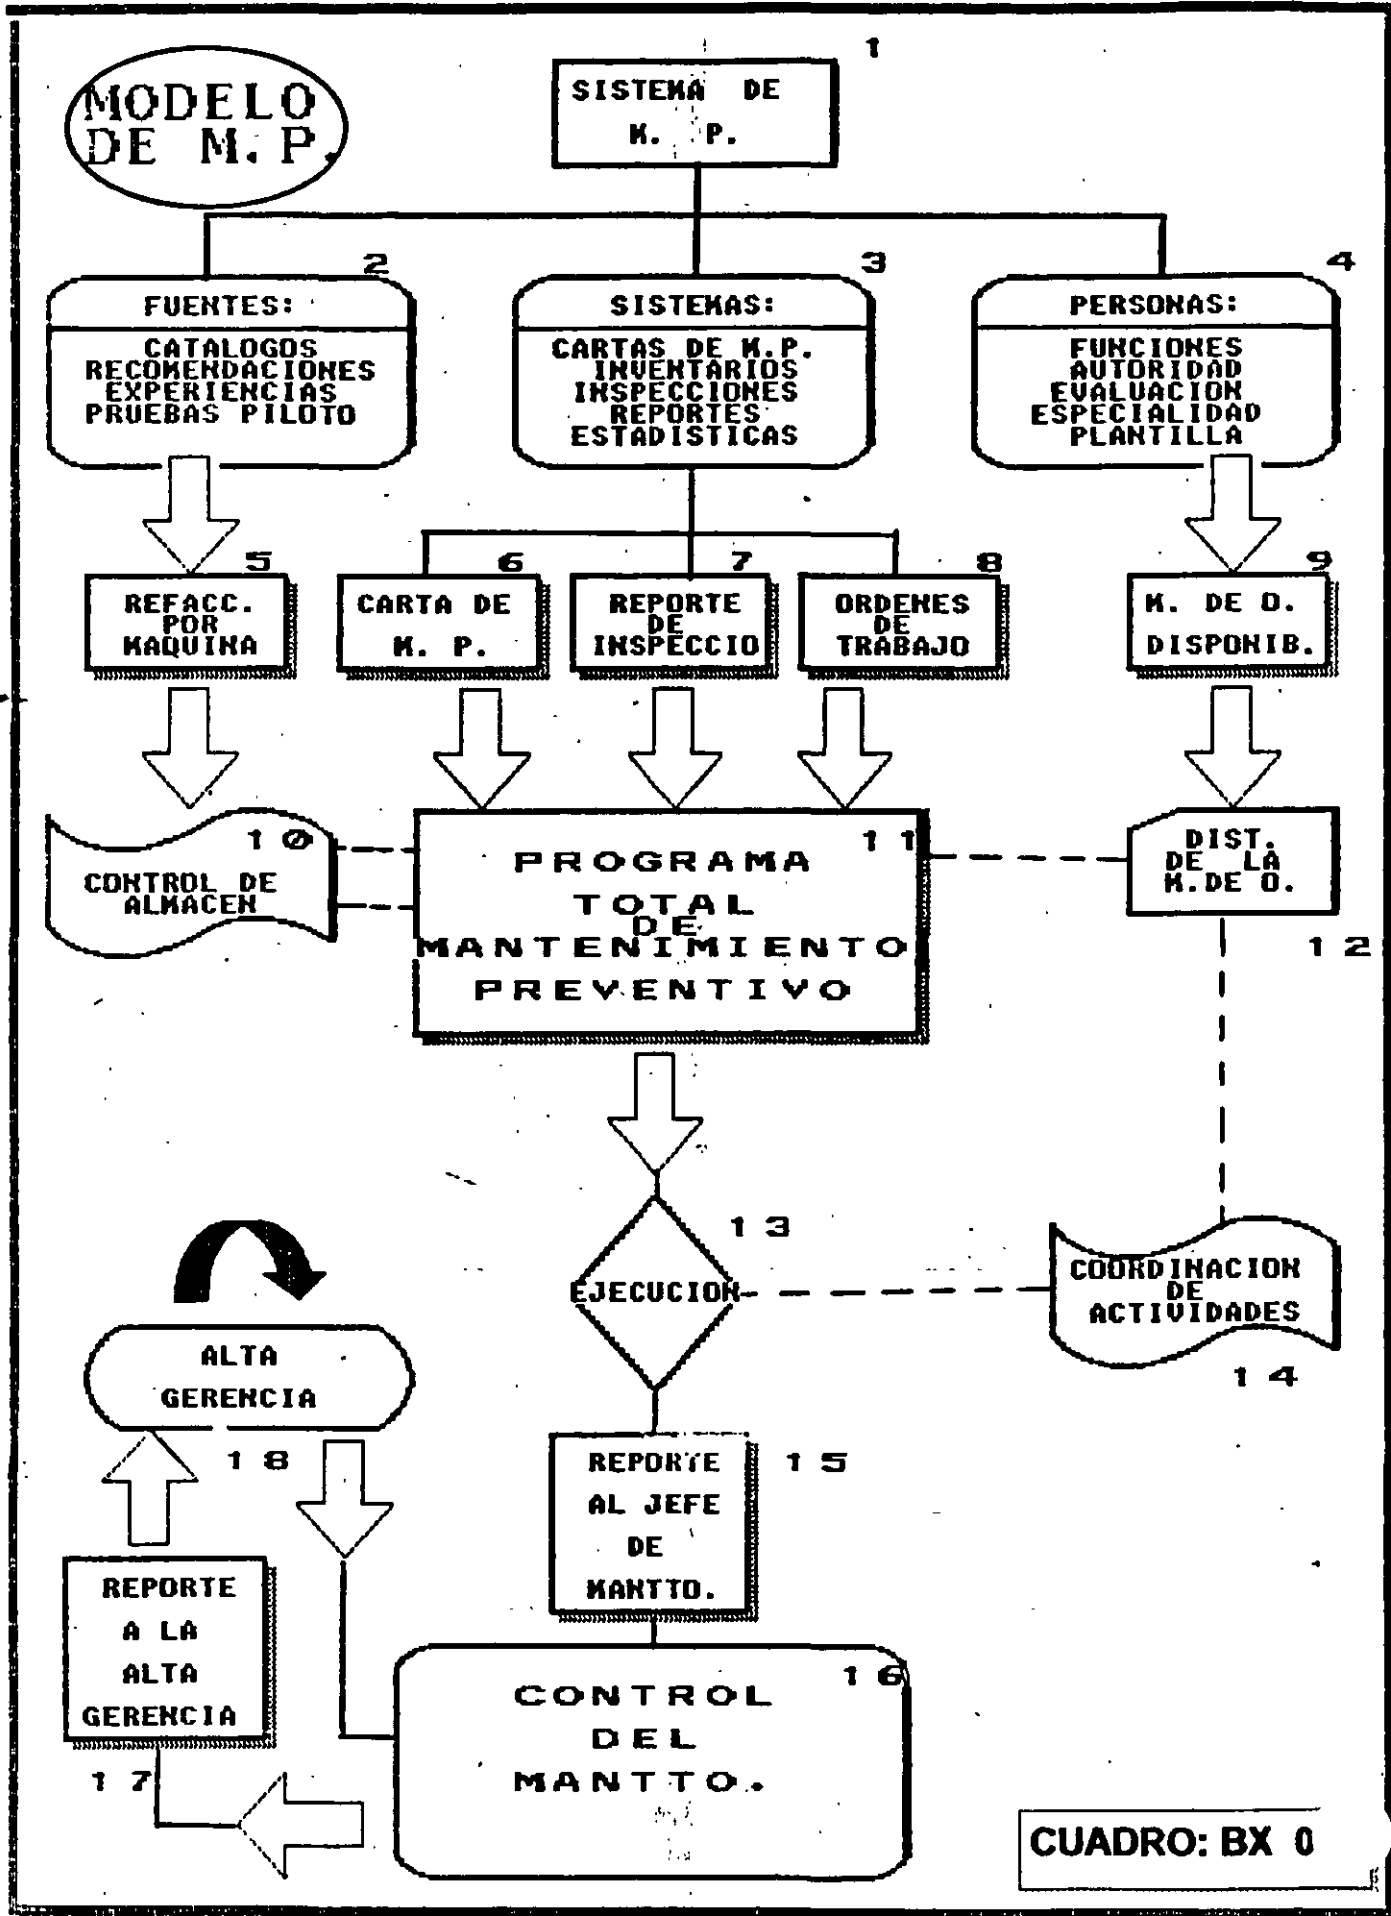 MODELO
DE M.P.
1
SISTEMA DE
M. P.
2
FUENTES:
CATALOGOS
RECOMENDACIONES
EXPERIENCIAS
PRUEBAS PILOTO
3
SISTEMAS:
CARTAS DE M.P.
INVENTARIOS
INSPECCIONES
REPORTES
ESTADISTICAS
4
PERSONAS:
FUNCIONES
AUTORIDAD
EVALUACION
ESPECIALIDAD
PLANTILLA
5
REFACC.
POR
MAQUINA
6
CARTA DE
M. P.
7
REPORTE
DE
INSPECCIO
8
ORDENES
DE
TRABAJO
9
M. DE O.
DISPONIB.
10
CONTROL DE
ALMACEN
11
PROGRAMA
TOTAL
DE
MANTENIMIENTO
PREVENTIVO
DIST.
DE LA
M.DE O.
12
13
EJECUCION
COORDINACION
DE
ACTIVIDADES
14
ALTA
GERENCIA
18
REPORTE
AL JEFE
DE
MANTTO.
15
REPORTE
A LA
ALTA
GERENCIA
17
16
CONTROL
DEL
MANTTO.
CUADRO: BX 0